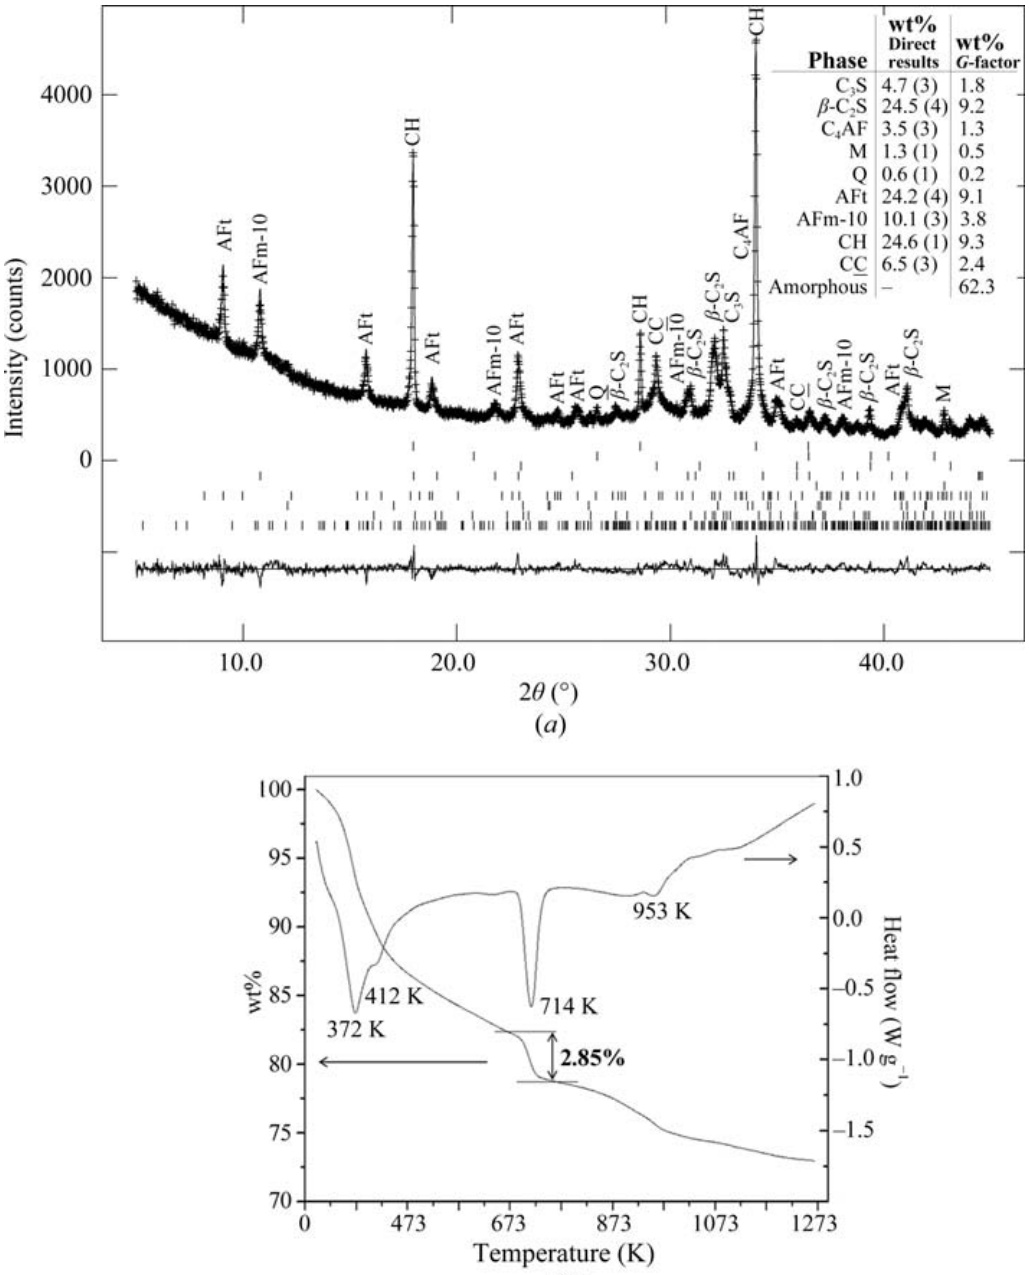 CH
wt%
Direct results
wt%
G-factor
Phase
C₃S 4.7 (3) 1.8
β-C₂S 24.5 (4) 9.2
C₄AF 3.5 (3) 1.3
M 1.3 (1) 0.5
Q 0.6 (1) 0.2
AFt 24.2 (4) 9.1
AFm-10 10.1 (3) 3.8
CH 24.6 (1) 9.3
CC̲ 6.5 (3) 2.4
Amorphous – 62.3
Intensity (counts)
4000
3000
2000
1000
0
AFt
AFm-10
AFt
CH
AFt
AFm-10
AFt
AFt
AFt
Q
β-C₂S
CH
CC̲
AFm-10
β-C₂S
β-C₂S
C₃S
C₄AF
AFt
CC̲
β-C₂S
AFm-10
β-C₂S
AFt
β-C₂S
M
10.0 20.0 30.0 40.0
2θ (°)
(a)
wt%
100
95
90
85
80
75
70
1.0
0.5
0.0
–0.5
–1.0
–1.5
Heat flow (W g⁻¹)
953 K
412 K
372 K
714 K
2.85%
0 473 673 873 1073 1273
Temperature (K)